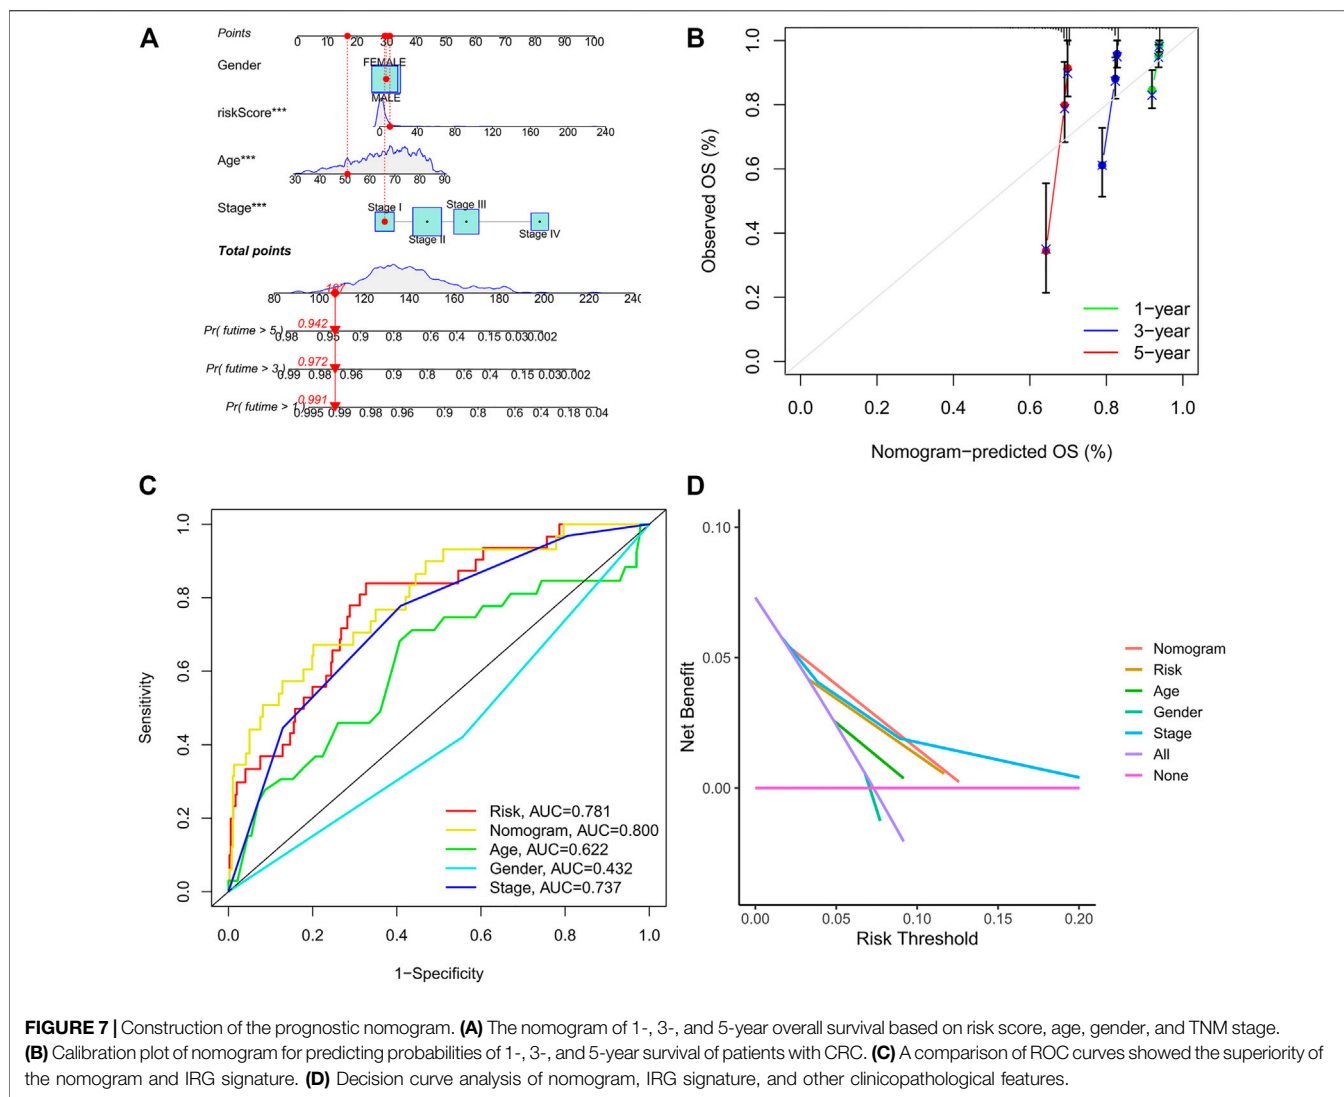 A
Points
0 10 20 30 40 50 60 70 80 90 100
Gender
FEMALE
MALE
riskScore***
0 40 80 120 160 200 240
Age***
30 40 50 60 70 80 90
Stage***
Stage I
Stage III
Stage II
Stage IV
Total points
107
80 100 120 140 160 180 200 220 240
0.942
Pr( futime > 5 )
0.98 0.95 0.9 0.8 0.6 0.4 0.15 0.03 0.002
0.972
Pr( futime > 3 )
0.99 0.98 0.96 0.9 0.8 0.6 0.4 0.15 0.03 0.002
0.991
Pr( futime > 1 )
0.995 0.99 0.98 0.96 0.9 0.8 0.6 0.4 0.18 0.04
B
Observed OS (%)
1.0
0.8
0.6
0.4
0.2
0.0
1−year
3−year
5−year
0.0 0.2 0.4 0.6 0.8 1.0
Nomogram−predicted OS (%)
C
Sensitivity
1.0
0.8
0.6
0.4
0.2
0.0
Risk, AUC=0.781
Nomogram, AUC=0.800
Age, AUC=0.622
Gender, AUC=0.432
Stage, AUC=0.737
0.0 0.2 0.4 0.6 0.8 1.0
1−Specificity
D
Net Benefit
0.10
0.05
0.00
0.00 0.05 0.10 0.15 0.20
Risk Threshold
Nomogram
Risk
Age
Gender
Stage
All
None
FIGURE 7 | Construction of the prognostic nomogram. (A) The nomogram of 1-, 3-, and 5-year overall survival based on risk score, age, gender, and TNM stage.
(B) Calibration plot of nomogram for predicting probabilities of 1-, 3-, and 5-year survival of patients with CRC. (C) A comparison of ROC curves showed the superiority of
the nomogram and IRG signature. (D) Decision curve analysis of nomogram, IRG signature, and other clinicopathological features.